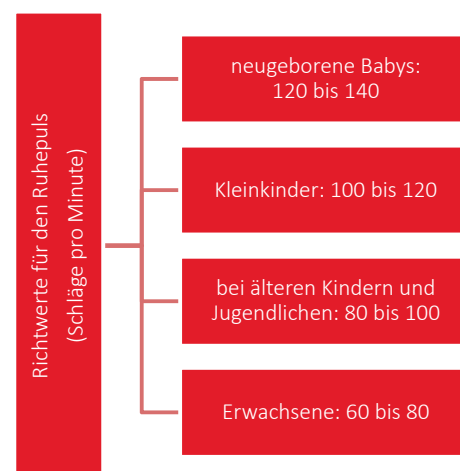 Richtwerte für den Ruhepuls
(Schläge pro Minute)
neugeborene Babys:
120 bis 140
Kleinkinder: 100 bis 120
bei älteren Kindern und
Jugendlichen: 80 bis 100
Erwachsene: 60 bis 80